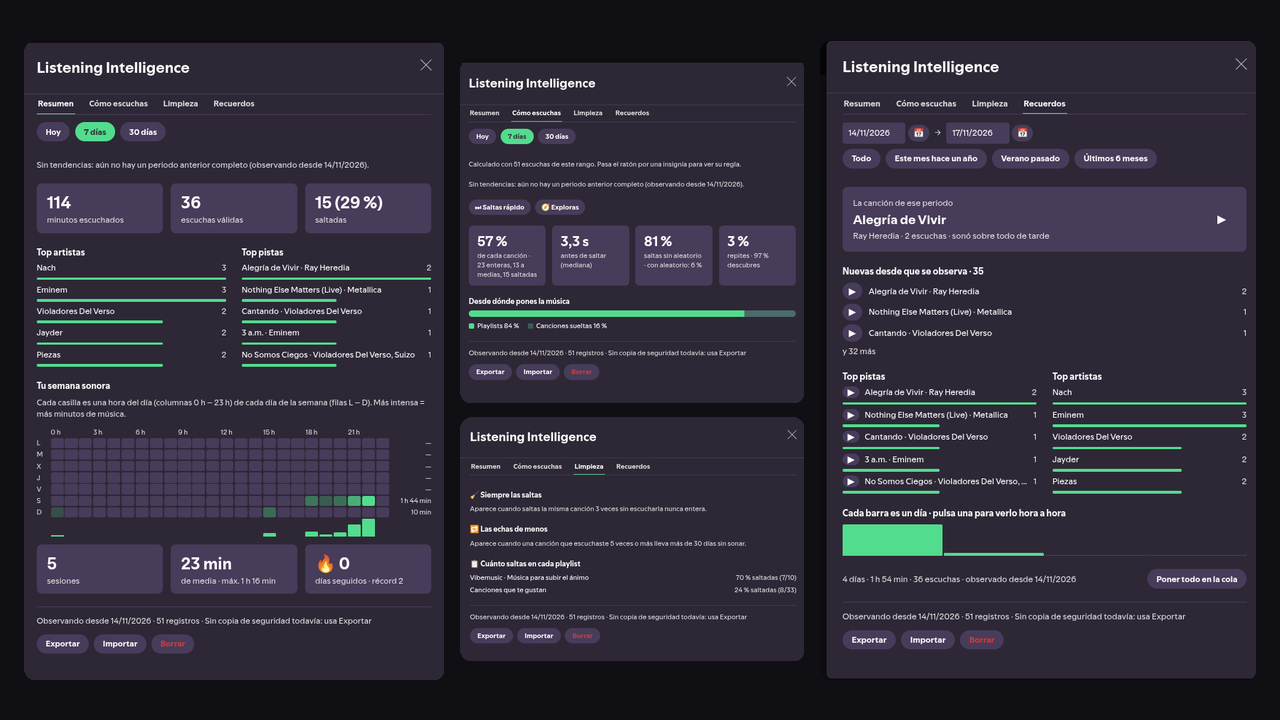 Listening Intelligence
Resumen Cómo escuchas Limpieza Recuerdos
Hoy 7 días 30 días
Sin tendencias: aún no hay un periodo anterior completo (observando desde 14/11/2026).
114 36 15 (29 %)
minutos escuchados escuchas válidas saltadas
Top artistas Top pistas
Nach 3 Alegría de Vivir · Ray Heredia 2
Eminem 3 Nothing Else Matters (Live) · Metallica 1
Violadores Del Verso 2 Cantando · Violadores Del Verso 1
Jayder 2 3 a.m. · Eminem 1
Piezas 2 No Somos Ciegos · Violadores Del Verso, Suizo 1
Tu semana sonora
Cada casilla es una hora del día (columnas 0 h – 23 h) de cada día de la semana (filas L – D). Más intensa =
más minutos de música.
0 h 3 h 6 h 9 h 12 h 15 h 18 h 21 h
L —
M —
X —
J —
V —
S 1 h 44 min
D 10 min
5 23 min 🔥 0
sesiones de media · máx. 1 h 16 min días seguidos · récord 2
Observando desde 14/11/2026 · 51 registros · Sin copia de seguridad todavía: usa Exportar
Exportar Importar Borrar
Listening Intelligence
Resumen Cómo escuchas Limpieza Recuerdos
Hoy 7 días 30 días
Calculado con 51 escuchas de este rango. Pasa el ratón por una insignia para ver su regla.
Sin tendencias: aún no hay un periodo anterior completo (observando desde 14/11/2026).
⏭ Saltas rápido 🧭 Exploras
57 % 3,3 s 81 % 3 %
de cada canción · antes de saltar saltas sin aleatorio repites · 97 %
23 enteras, 13 a (mediana) · con aleatorio: 6 % descubres
medias, 15 saltadas
Desde dónde pones la música
Playlists 84 % Canciones sueltas 16 %
Observando desde 14/11/2026 · 51 registros · Sin copia de seguridad todavía: usa Exportar
Exportar Importar Borrar
Listening Intelligence
Resumen Cómo escuchas Limpieza Recuerdos
🧹 Siempre las saltas
Aparece cuando saltas la misma canción 3 veces sin escucharla nunca entera.
🔁 Las echas de menos
Aparece cuando una canción que escuchaste 5 veces o más lleva más de 30 días sin sonar.
📋 Cuánto saltas en cada playlist
Vibemusic · Música para subir el ánimo 70 % saltadas (7/10)
Canciones que te gustan 24 % saltadas (8/33)
Observando desde 14/11/2026 · 51 registros · Sin copia de seguridad todavía: usa Exportar
Exportar Importar Borrar
Listening Intelligence
Resumen Cómo escuchas Limpieza Recuerdos
14/11/2026 → 17/11/2026
Todo Este mes hace un año Verano pasado Últimos 6 meses
La canción de ese periodo
Alegría de Vivir
Ray Heredia · 2 escuchas · sonó sobre todo de tarde
Nuevas desde que se observa · 35
Alegría de Vivir · Ray Heredia 2
Nothing Else Matters (Live) · Metallica 1
Cantando · Violadores Del Verso 1
y 32 más
Top pistas Top artistas
Alegría de Vivir · Ray Heredia 2 Nach 3
Nothing Else Matters (Live) · Metallica 1 Eminem 3
Cantando · Violadores Del Verso 1 Violadores Del Verso 2
3 a.m. · Eminem 1 Jayder 2
No Somos Ciegos · Violadores Del Verso, ... 1 Piezas 2
Cada barra es un día · pulsa una para verlo hora a hora
4 días · 1 h 54 min · 36 escuchas · observado desde 14/11/2026 Poner todo en la cola
Observando desde 14/11/2026 · 51 registros · Sin copia de seguridad todavía: usa Exportar
Exportar Importar Borrar